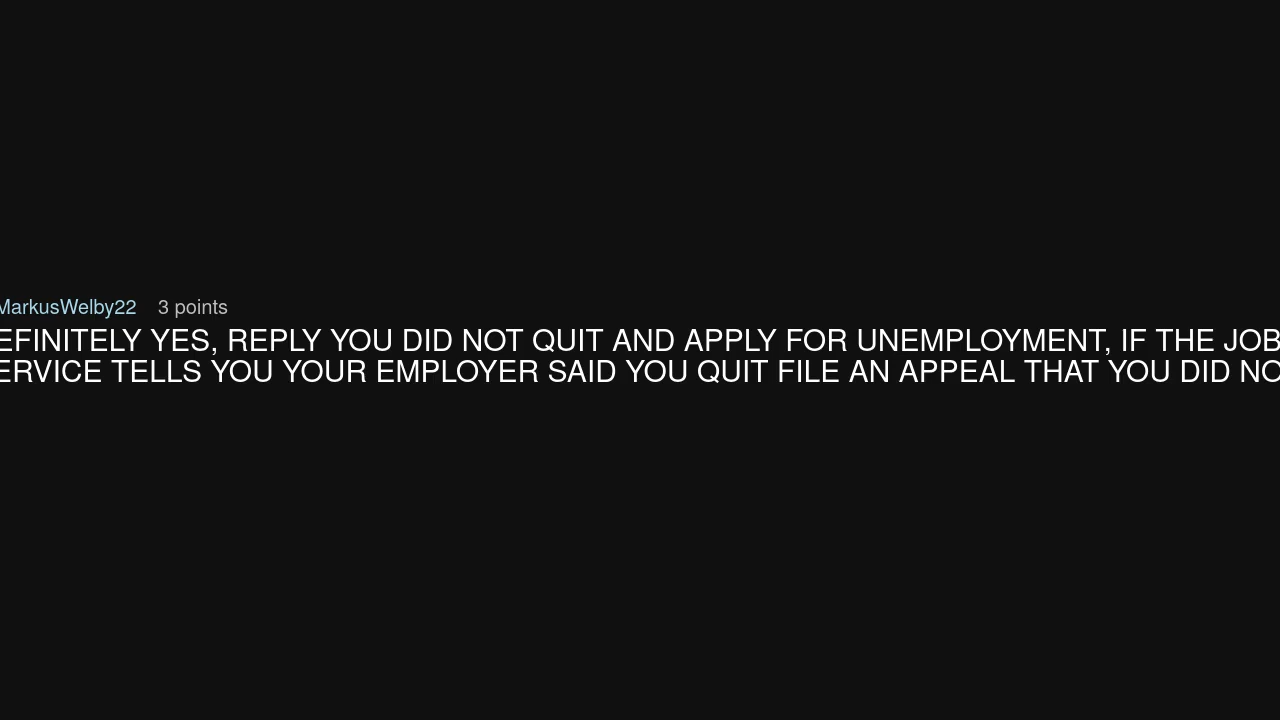 MarkusWelby22 3 points
EFINITELY YES, REPLY YOU DID NOT QUIT AND APPLY FOR UNEMPLOYMENT, IF THE JOB
ERVICE TELLS YOU YOUR EMPLOYER SAID YOU QUIT FILE AN APPEAL THAT YOU DID NO